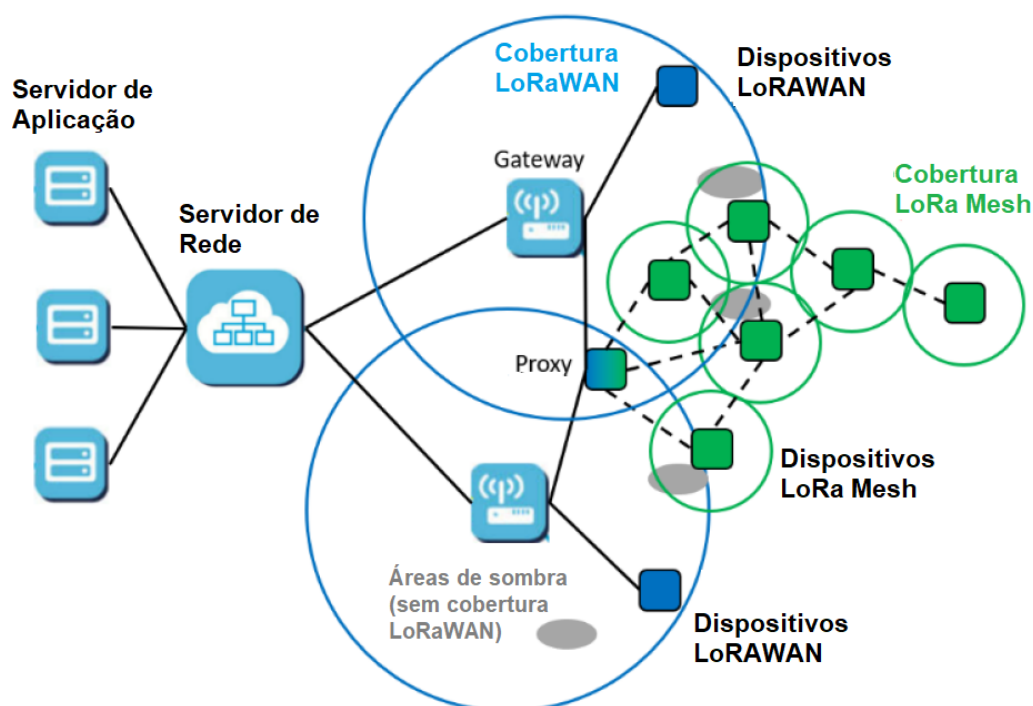 Servidor de
Aplicação
Servidor de
Rede
Cobertura
LoRaWAN
Dispositivos
LoRAWAN
Gateway
Cobertura
LoRa Mesh
Proxy
Dispositivos
LoRa Mesh
Áreas de sombra
(sem cobertura
LoRaWAN)
Dispositivos
LoRAWAN